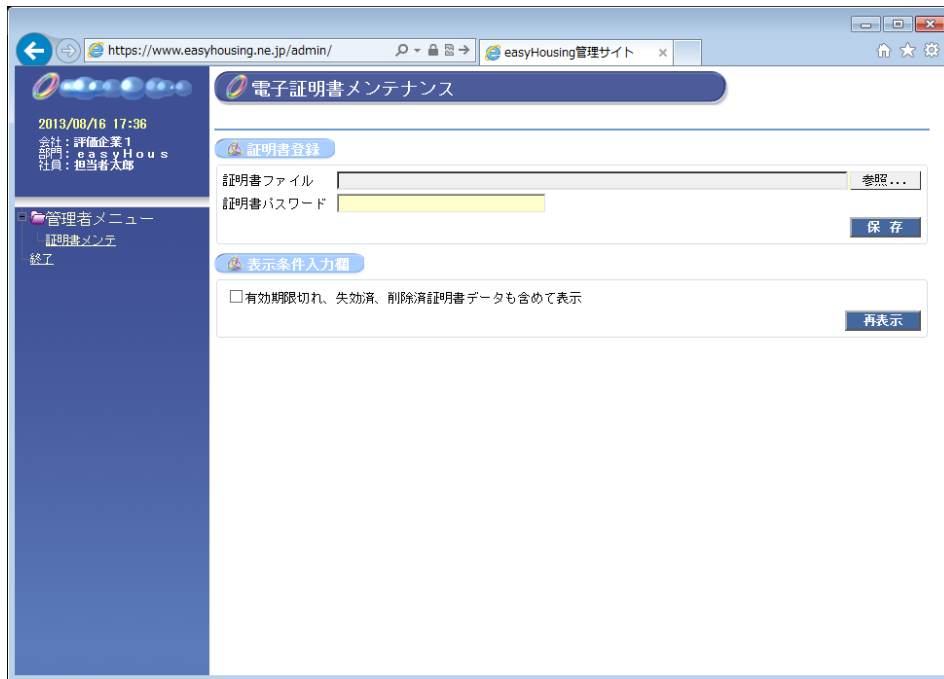 https://www.easyhousing.ne.jp/admin/
easyHousing管理サイト
電子証明書メンテナンス
2013/08/16 17:36
会社:評価企業1
部門:easyHous
社員:担当者太郎
管理者メニュー
証明書メンテ
終了
証明書登録
証明書ファイル
参照...
証明書パスワード
保存
表示条件入力欄
有効期限切れ、失効済、削除済証明書データも含めて表示
再表示